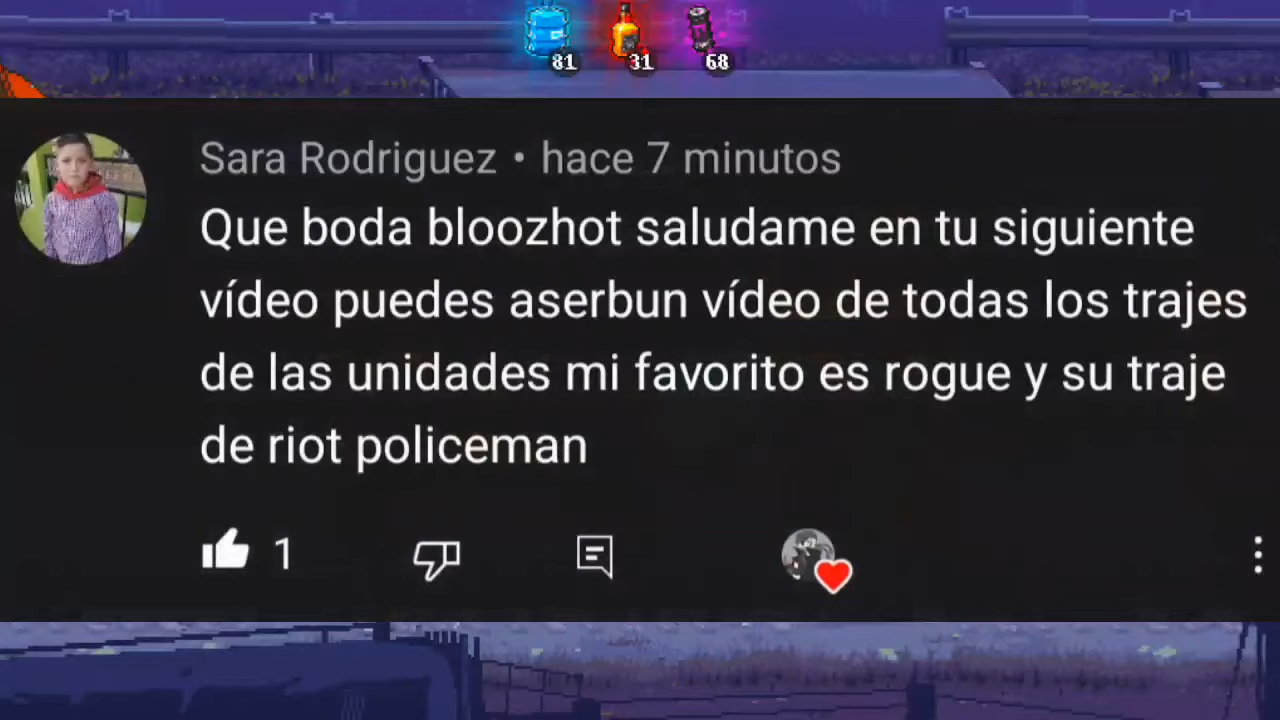 81 31 68
Sara Rodriguez • hace 7 minutos
Que boda bloozhot saludame en tu siguiente
vídeo puedes aserbun vídeo de todas los trajes
de las unidades mi favorito es rogue y su traje
de riot policeman
1